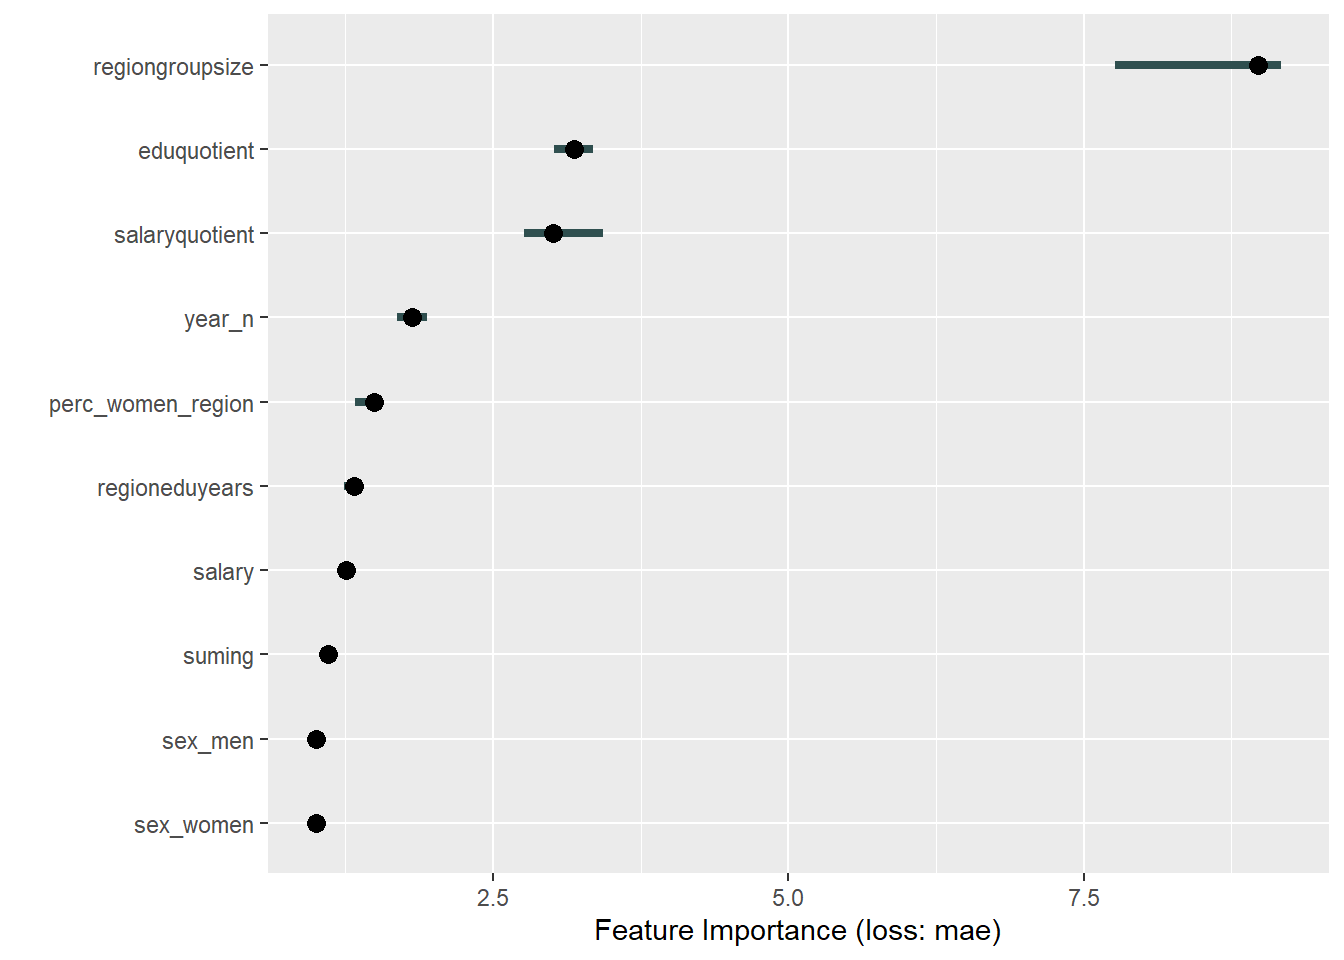 regiongroupsize
eduquotient
salaryquotient
year_n
perc_women_region
regioneduyears
salary
suming
sex_men
sex_women
2.5 5.0 7.5
Feature Importance (loss: mae)